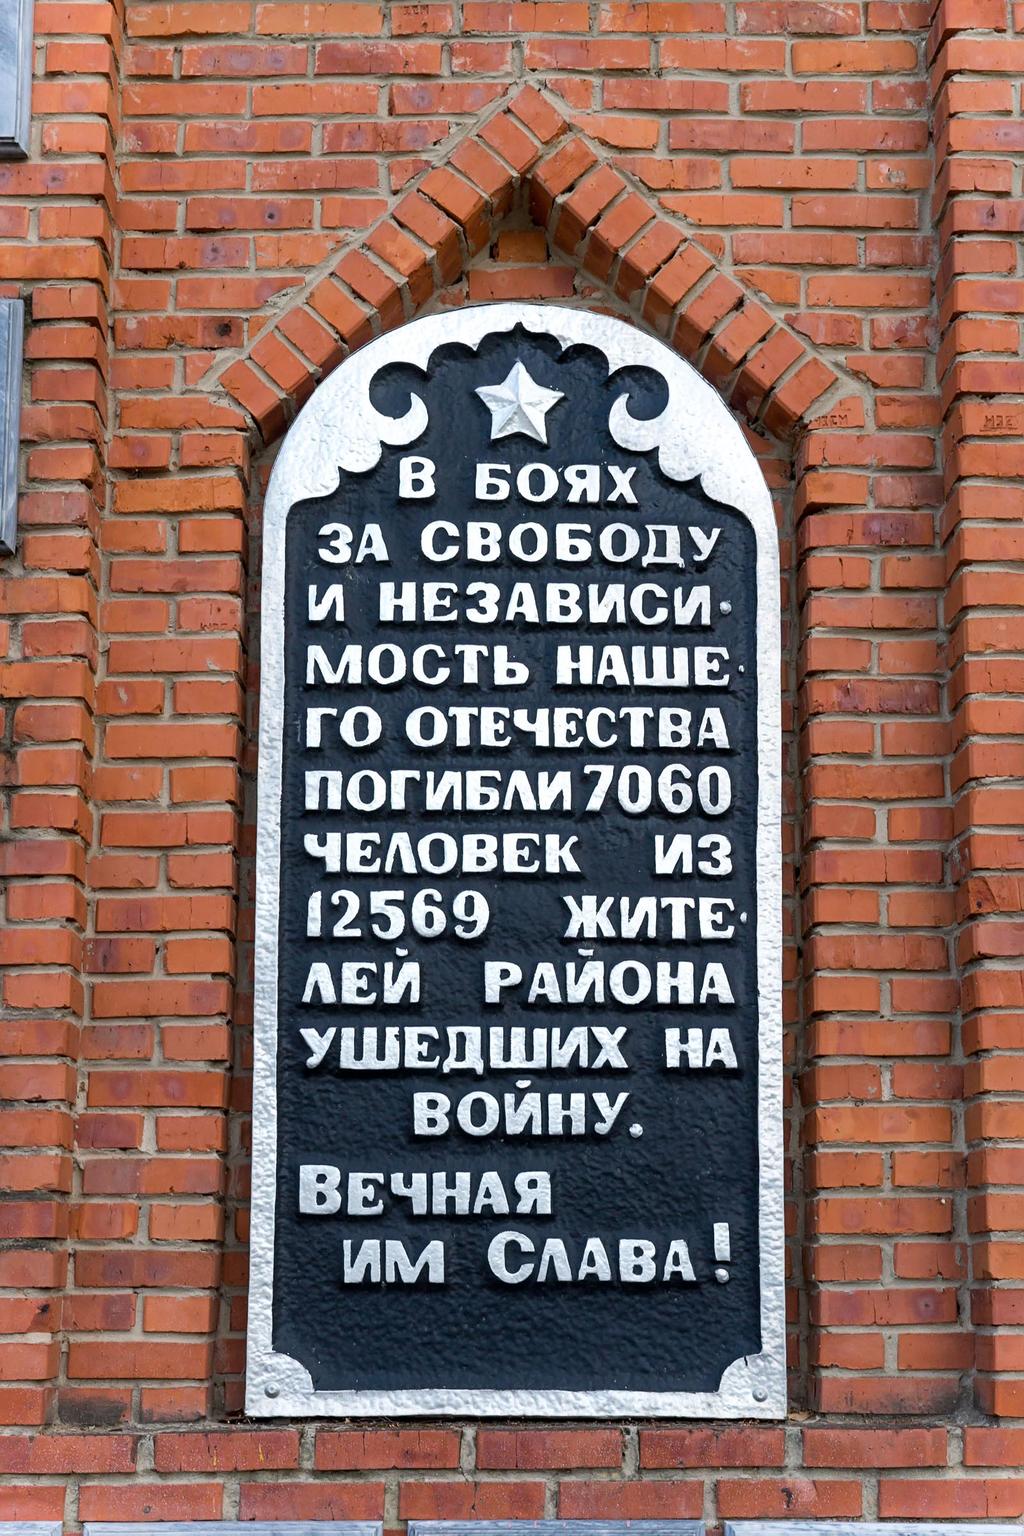 В БОЯХ
ЗА СВОБОДУ
И НЕЗАВИСИ-
МОСТЬ НАШЕ-
ГО ОТЕЧЕСТВА
ПОГИБЛИ 7060
ЧЕЛОВЕК ИЗ
12569 ЖИТЕ-
ЛЕЙ РАЙОНА
УШЕДШИХ НА
ВОЙНУ.
ВЕЧНАЯ
ИМ СЛАВА!